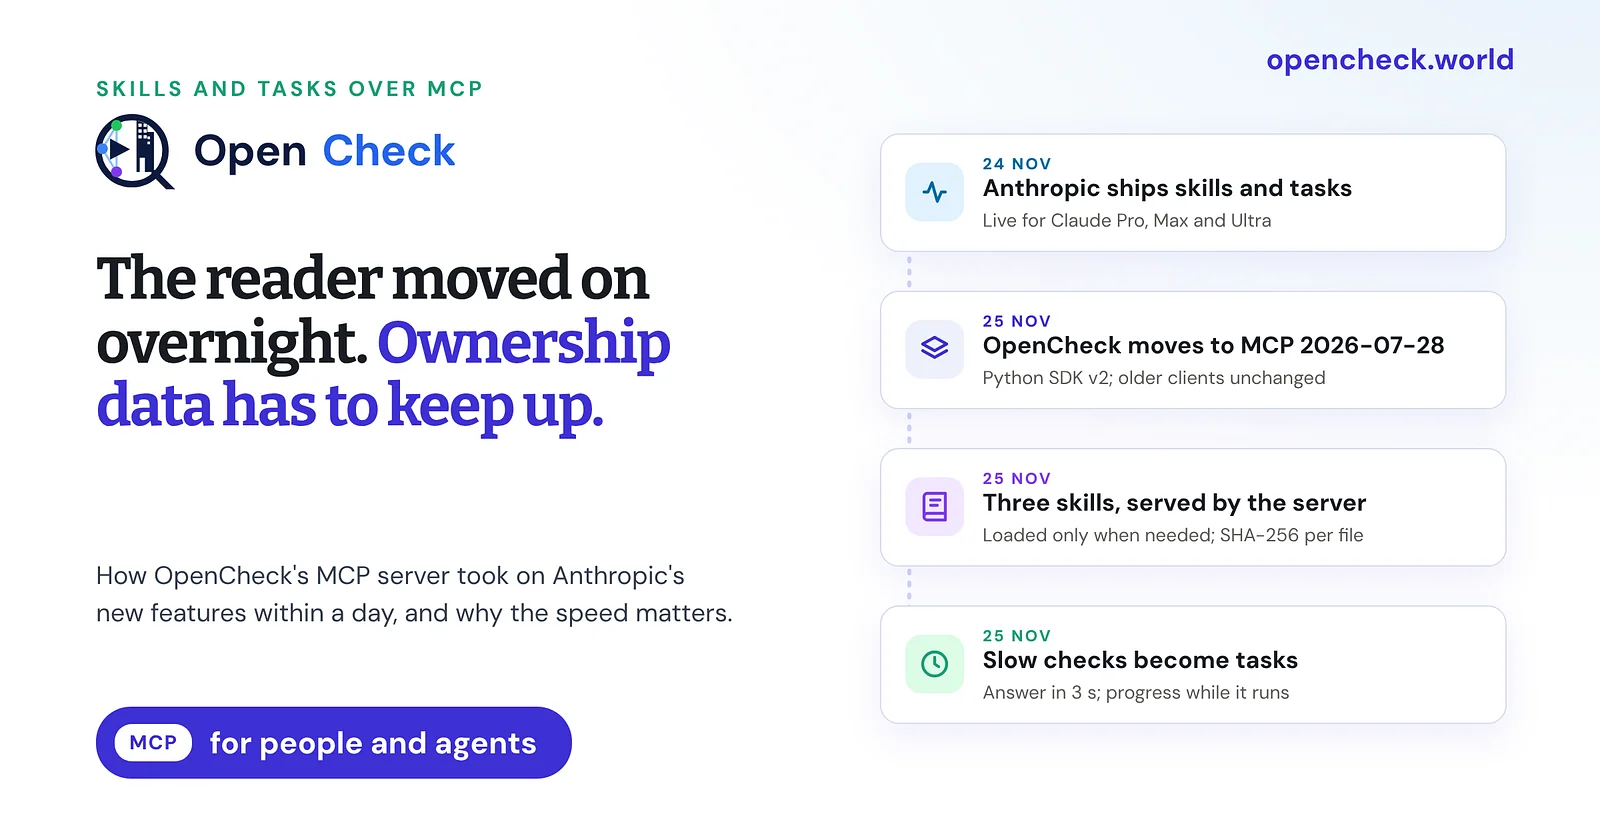 SKILLS AND TASKS OVER MCP
Open Check
The reader moved on
overnight. Ownership
data has to keep up.
How OpenCheck's MCP server took on Anthropic's
new features within a day, and why the speed matters.
MCP for people and agents
opencheck.world
24 NOV
Anthropic ships skills and tasks
Live for Claude Pro, Max and Ultra
25 NOV
OpenCheck moves to MCP 2026-07-28
Python SDK v2; older clients unchanged
25 NOV
Three skills, served by the server
Loaded only when needed; SHA-256 per file
25 NOV
Slow checks become tasks
Answer in 3 s; progress while it runs